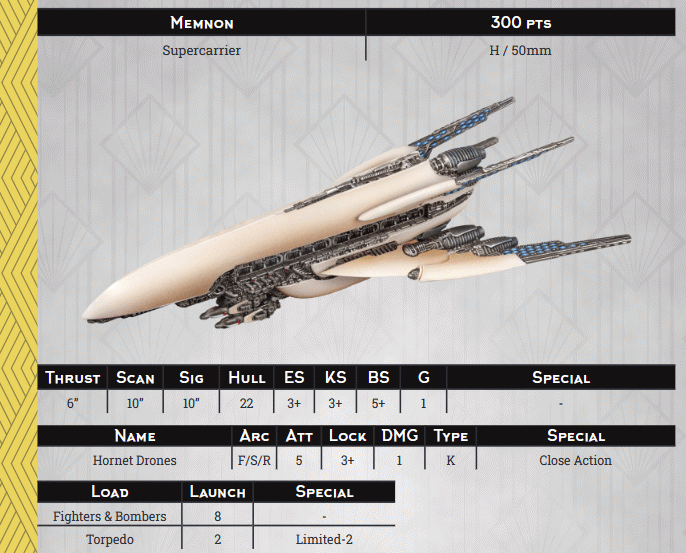 Memnon 300 pts
Supercarrier H / 50mm
Thrust Scan Sig Hull ES KS BS G Special
6" 10" 10" 22 3+ 3+ 5+ 1 -
Name Arc Att Lock DMG Type Special
Hornet Drones F/S/R 5 3+ 1 K Close Action
Load Launch Special
Fighters & Bombers 8 -
Torpedo 2 Limited-2